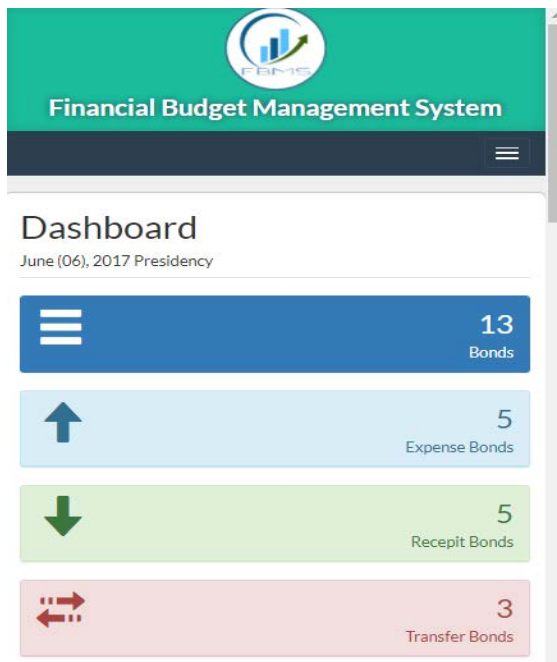 FBMS
Financial Budget Management System
Dashboard
June (06), 2017 Presidency
13
Bonds
5
Expense Bonds
5
Recepit Bonds
3
Transfer Bonds